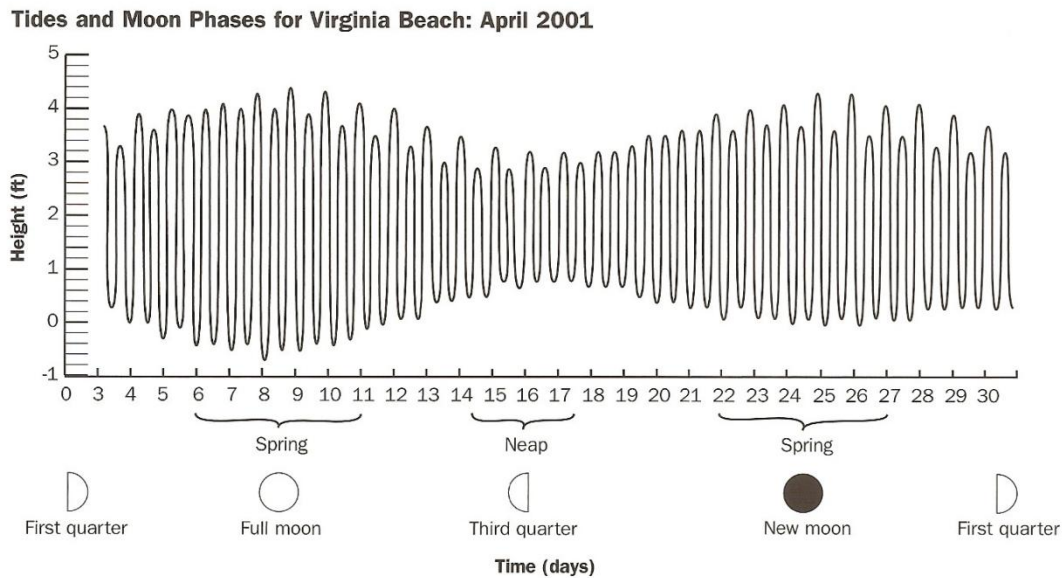 Tides and Moon Phases for Virginia Beach: April 2001
5
4
3
2
1
0
-1
Height (ft)
0 3 4 5 6 7 8 9 10 11 12 13 14 15 16 17 18 19 20 21 22 23 24 25 26 27 28 29 30
Spring Neap Spring
First quarter Full moon Third quarter New moon First quarter
Time (days)